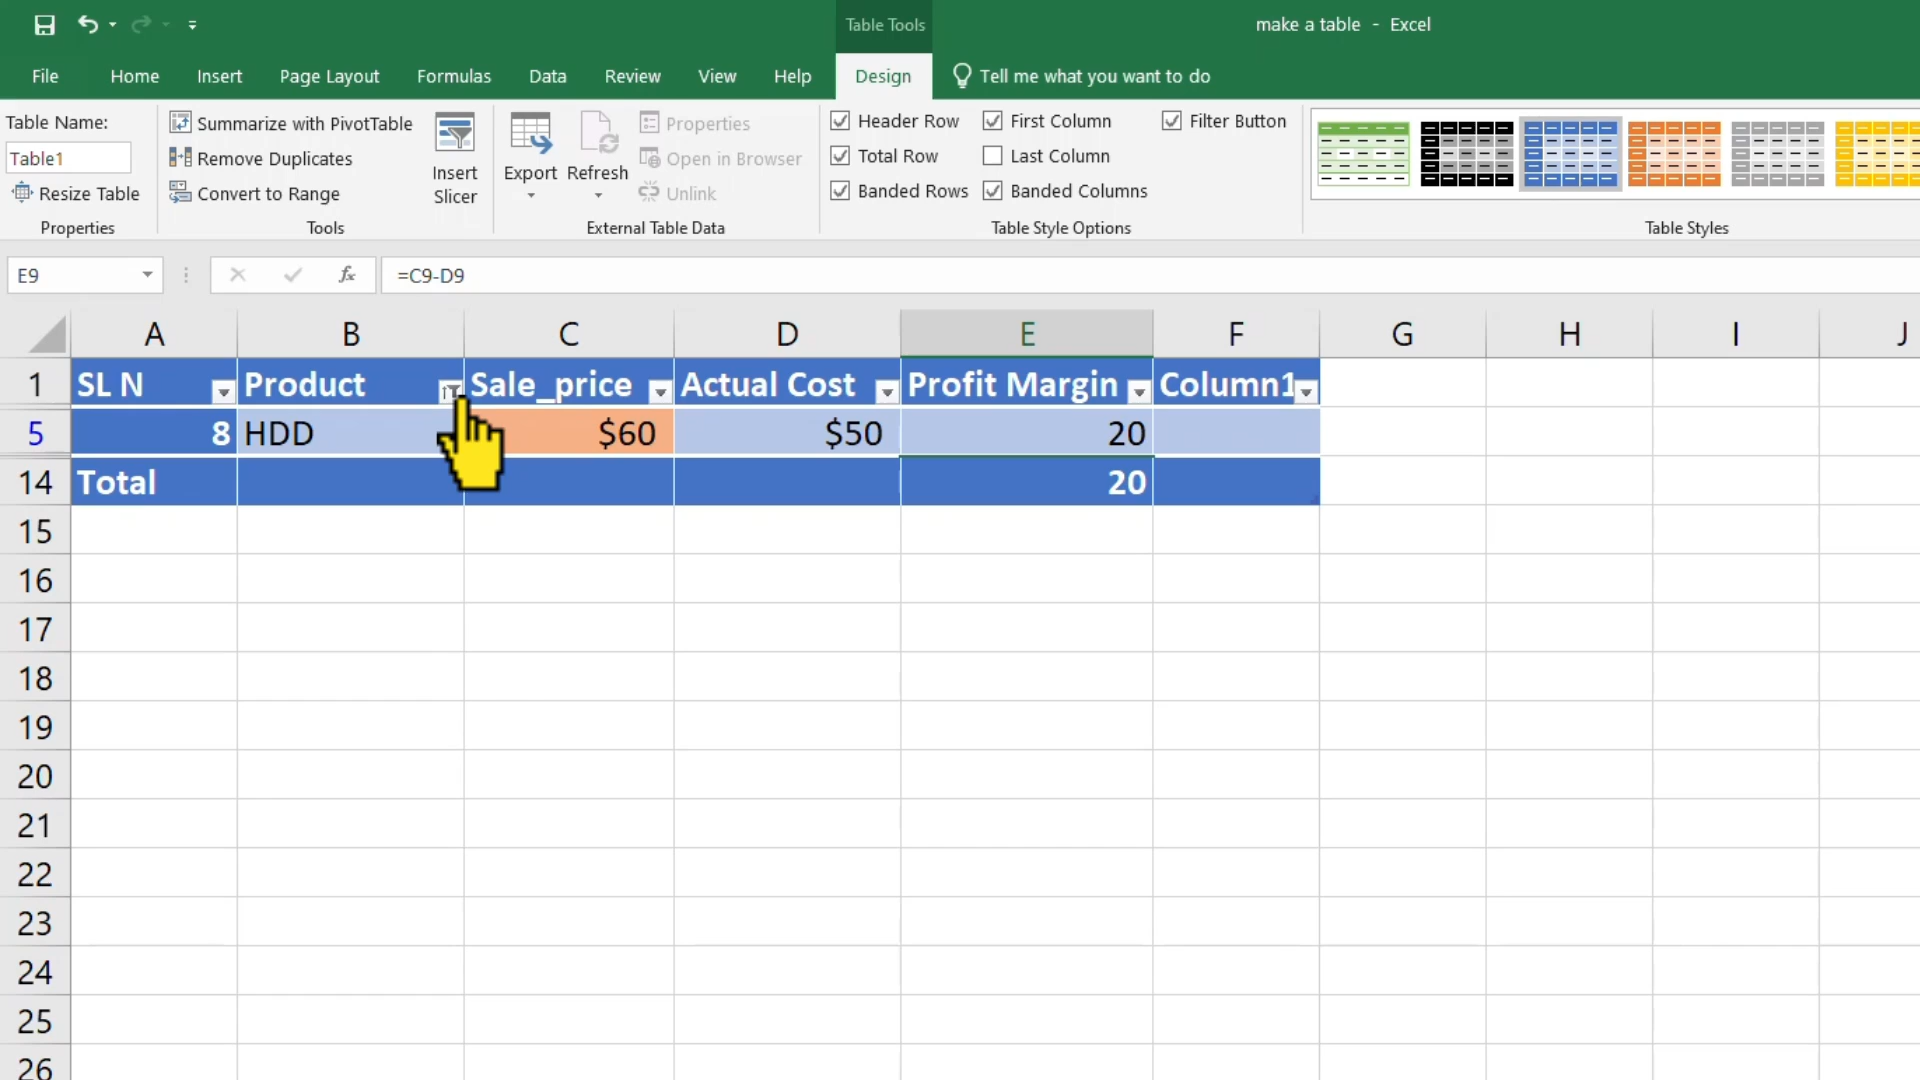 Table Tools
make a table - Excel
File Home Insert Page Layout Formulas Data Review View Help Design Tell me what you want to do
Table Name:
Table1
Resize Table
Properties
Summarize with PivotTable
Remove Duplicates
Convert to Range
Tools
Insert
Slicer
Export
Refresh
Properties
Open in Browser
Unlink
External Table Data
Header Row
Total Row
Banded Rows
First Column
Last Column
Banded Columns
Filter Button
Table Style Options
Table Styles
E9 fx =C9-D9
A B C D E F G H I J
1 SL N Product Sale_price Actual Cost Profit Margin Column1
5 8 HDD $60 $50 20
14 Total 20
15
16
17
18
19
20
21
22
23
24
25
26